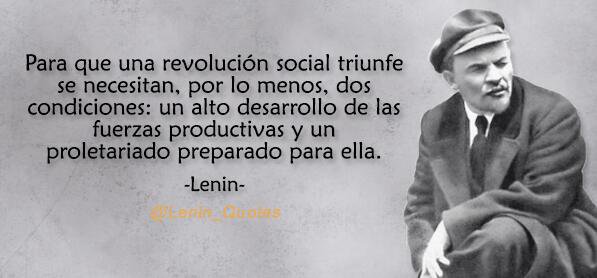 Para que una revolución social triunfe
se necesitan, por lo menos, dos
condiciones: un alto desarrollo de las
fuerzas productivas y un
proletariado preparado para ella.
-Lenin-
@Lenin_Quotes